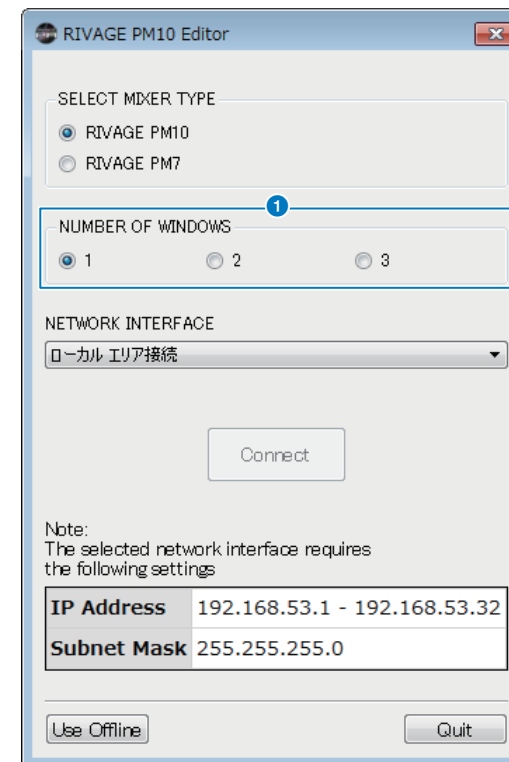 RIVAGE PM10 Editor
SELECT MIXER TYPE
RIVAGE PM10
RIVAGE PM7
1
NUMBER OF WINDOWS
1 2 3
NETWORK INTERFACE
ローカル エリア接続
Connect
Note:
The selected network interface requires
the following settings
IP Address 192.168.53.1 - 192.168.53.32
Subnet Mask 255.255.255.0
Use Offline Quit